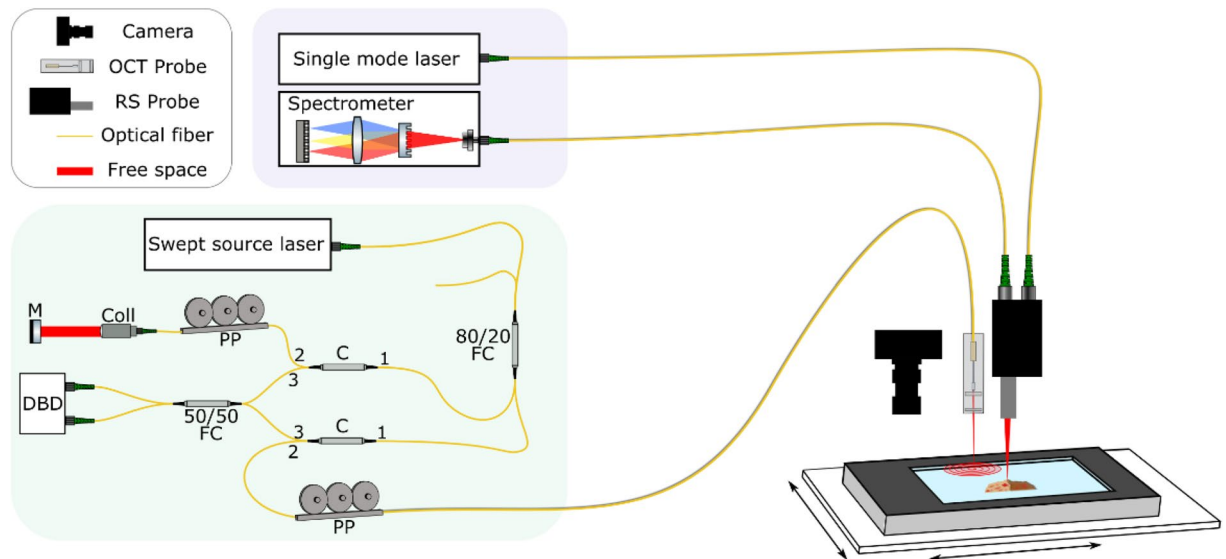 Camera
OCT Probe
RS Probe
Optical fiber
Free space
Single mode laser
Spectrometer
Swept source laser
M
Coll
PP
80/20
FC
2
C
1
3
DBD
50/50
FC
3
C
1
2
PP